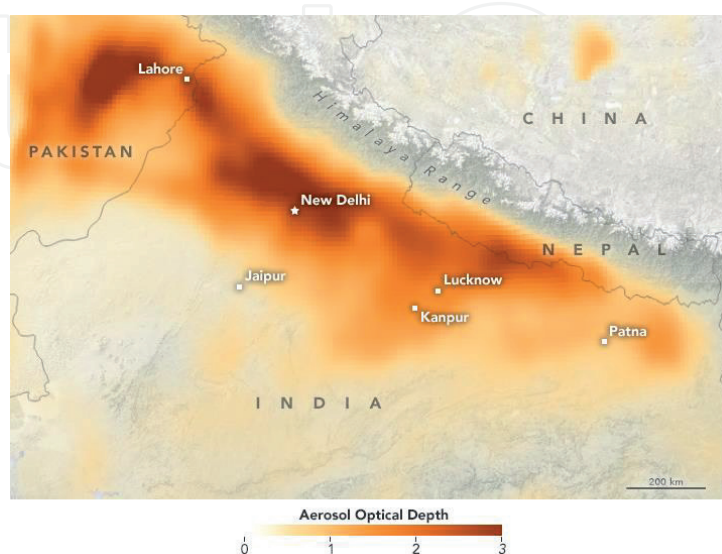 Lahore
CHINA
Himalaya Range
PAKISTAN
New Delhi
NEPAL
Jaipur
Lucknow
Kanpur
Patna
INDIA
200 km
Aerosol Optical Depth
0 1 2 3